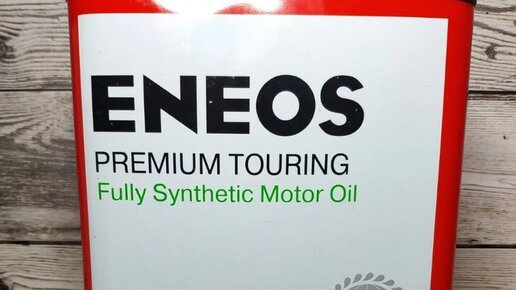 ENEOS
PREMIUM TOURING
Fully Synthetic Motor Oil